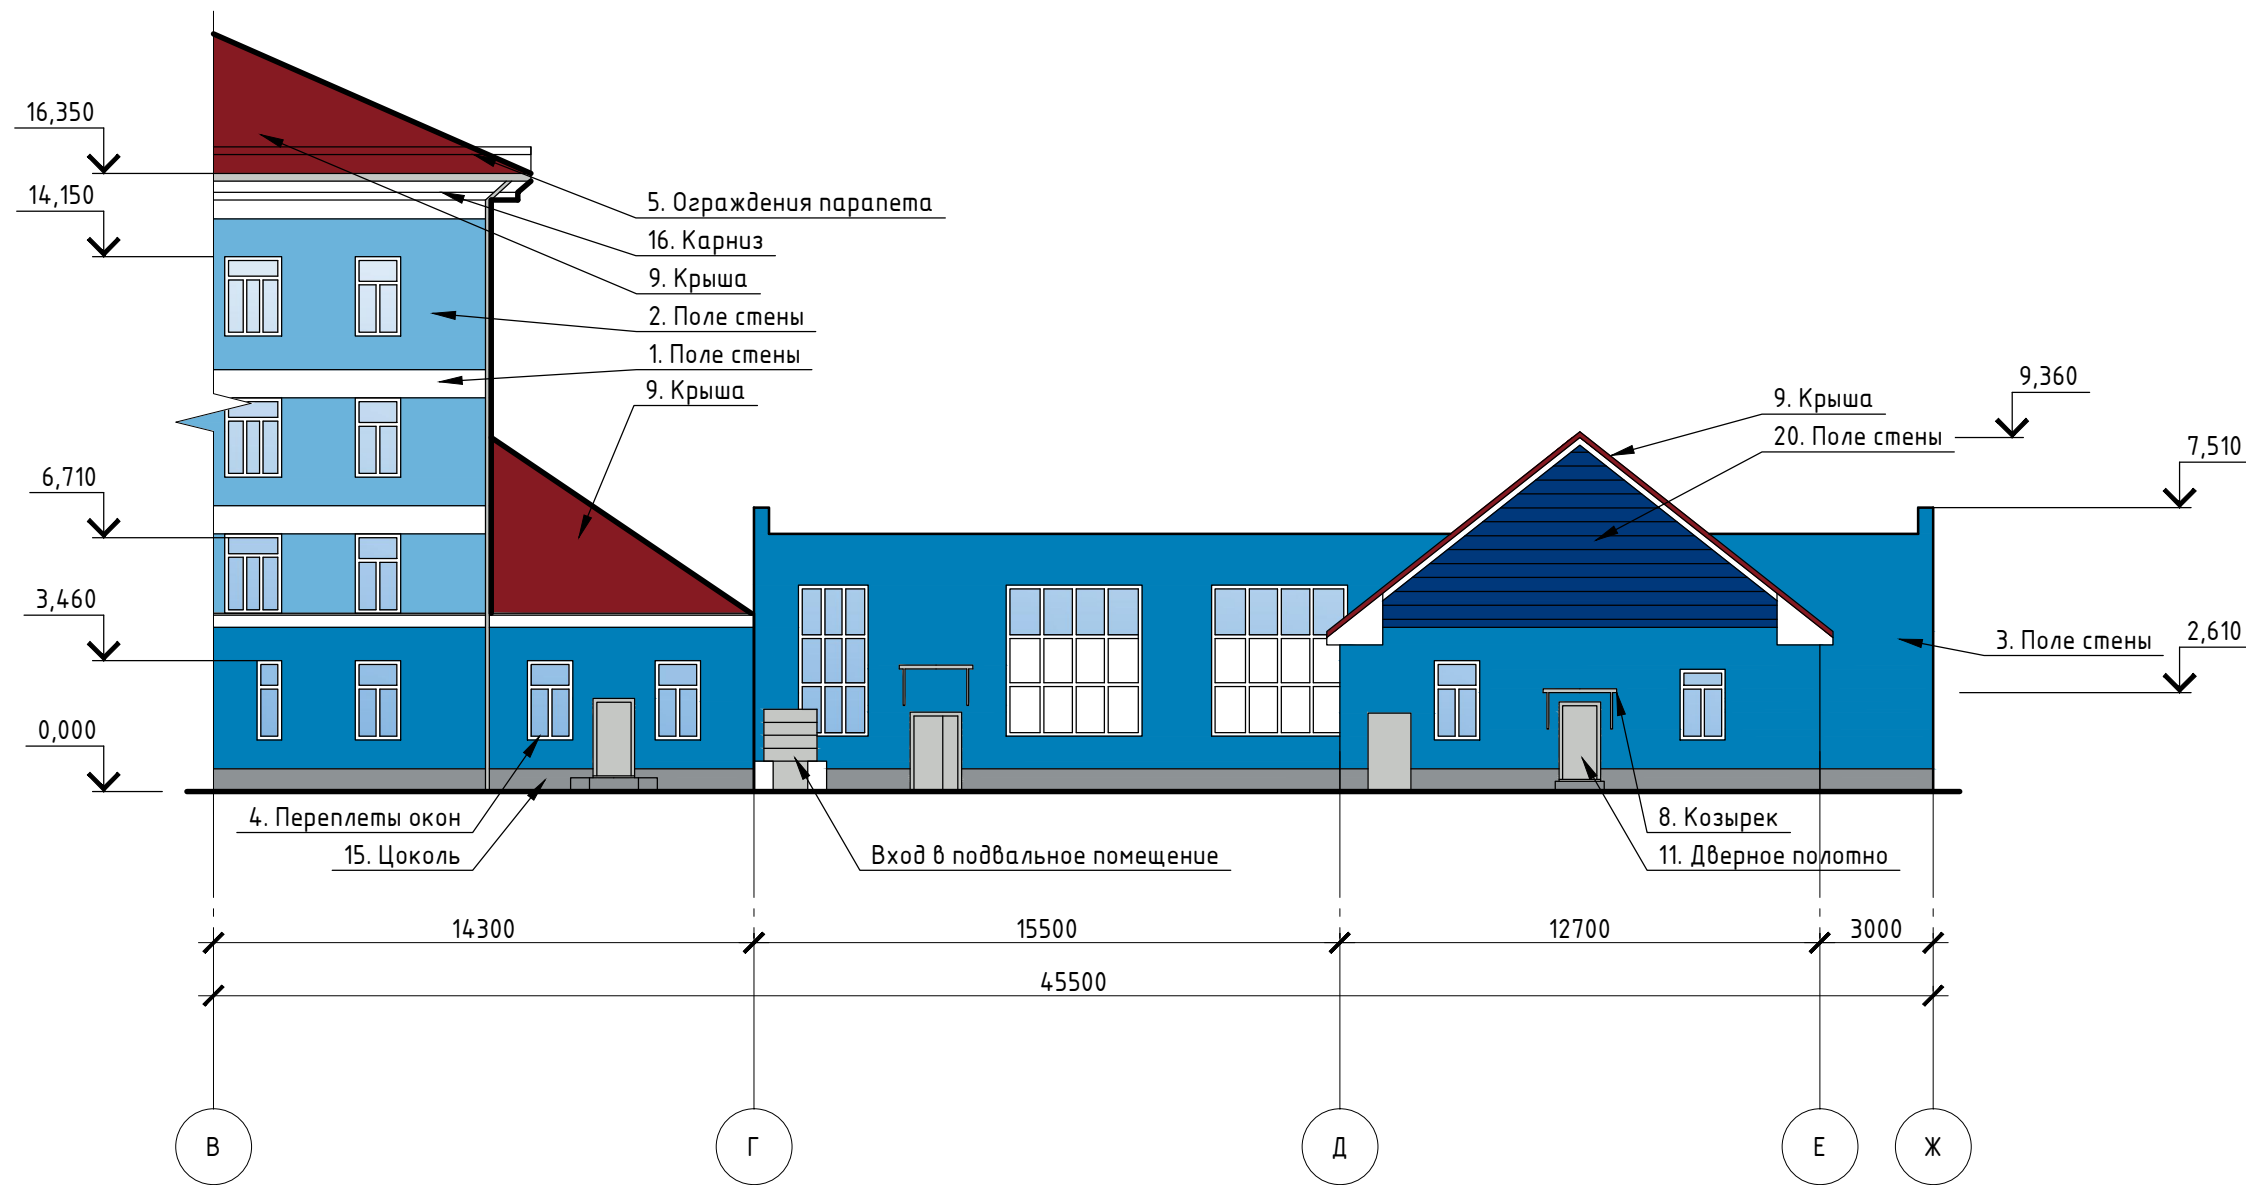 16,350
14,150
5. Ограждения парапета
16. Карниз
9. Крыша
2. Поле стены
1. Поле стены
9. Крыша
9,360
9. Крыша
20. Поле стены
7,510
6,710
3,460
3. Поле стены
2,610
0,000
4. Переплеты окон
15. Цоколь
Вход в подвальное помещение
8. Козырек
11. Дверное полотно
14300
15500
12700
3000
45500
В
Г
Д
Е
Ж